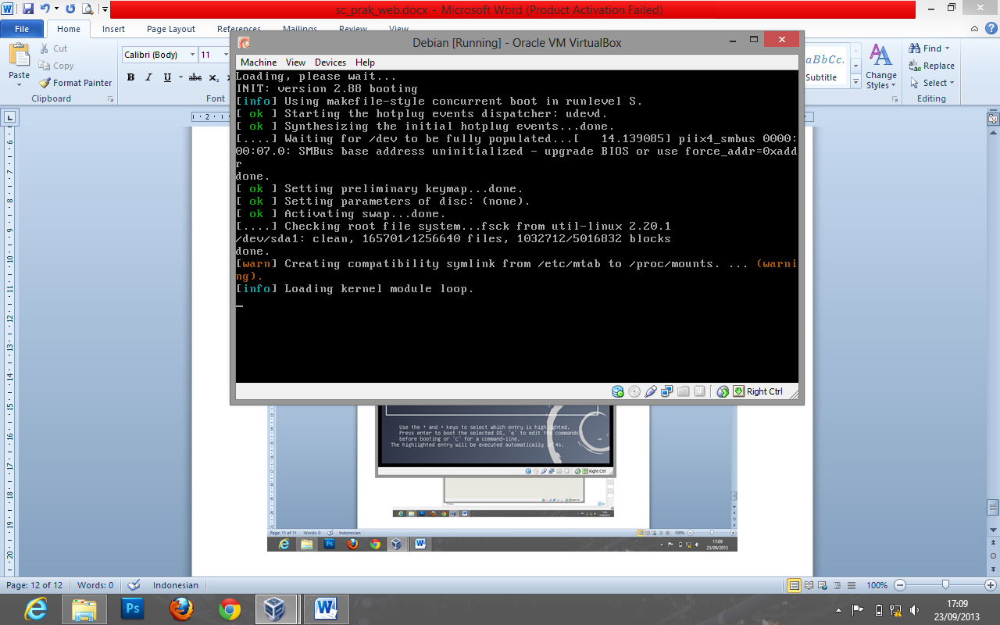 sc_prak_web.docx - Microsoft Word (Product Activation Failed)
File Home Insert Page Layout References Mailings Review View
Paste
Cut
Copy
Format Painter
Clipboard
Calibri (Body) 11
B I U abc x
Font
Subtitle
Change Styles
Find
Replace
Select
Editing
Debian [Running] - Oracle VM VirtualBox
Machine View Devices Help
Loading, please wait...
INIT: version 2.88 booting
[info] Using makefile-style concurrent boot in runlevel S.
[ ok ] Starting the hotplug events dispatcher: udevd.
[ ok ] Synthesizing the initial hotplug events...done.
[....] Waiting for /dev to be fully populated...[   14.139085] piix4_smbus 0000:
00:07.0: SMBus base address uninitialized - upgrade BIOS or use force_addr=0xadd
r
done.
[ ok ] Setting preliminary keymap...done.
[ ok ] Setting parameters of disc: (none).
[ ok ] Activating swap...done.
[....] Checking root file system...fsck from util-linux 2.20.1
/dev/sda1: clean, 165701/1256640 files, 1032712/5016832 blocks
done.
[warn] Creating compatibility symlink from /etc/mtab to /proc/mounts. ... (warni
ng).
[info] Loading kernel module loop.
Right Ctrl
Use the ↑ and ↓ keys to select which entry is highlighted.
Press enter to boot the selected OS, 'e' to edit the commands
before booting or 'c' for a command-line.
The highlighted entry will be executed automatically in 4s.
Right Ctrl
Page: 11 of 11 Words: 0 Indonesian 100%
17:09
23/09/2013
Page: 12 of 12 Words: 0 Indonesian 100%
17:09
23/09/2013